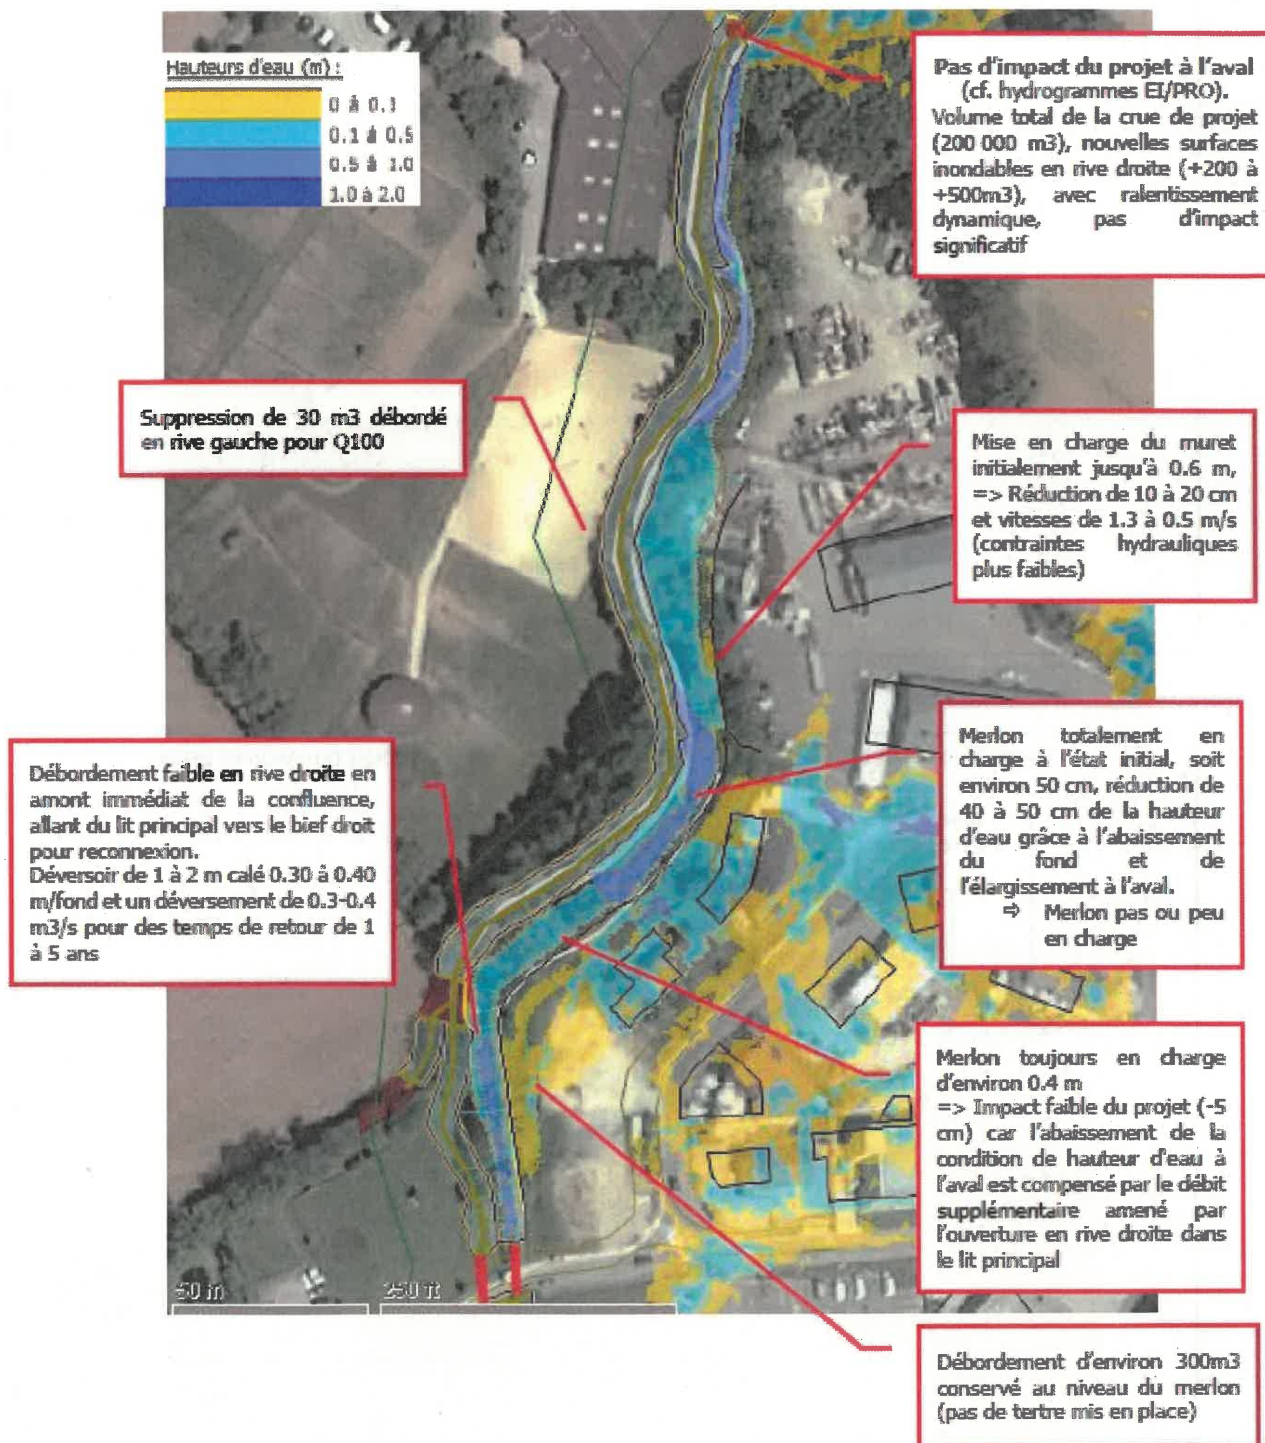 Hauteurs d'eau (m) :
0 à 0.1
0.1 à 0.5
0.5 à 1.0
1.0 à 2.0
Pas d'impact du projet à l'aval
(cf. hydrogrammes EI/PRO).
Volume total de la crue de projet
(200 000 m3), nouvelles surfaces
inondables en rive droite (+200 à
+500m3), avec ralentissement
dynamique, pas d'impact
significatif
Suppression de 30 m3 débordé
en rive gauche pour Q100
Mise en charge du muret
initialement jusqu'à 0.6 m,
=> Réduction de 10 à 20 cm
et vitesses de 1.3 à 0.5 m/s
(contraintes hydrauliques
plus faibles)
Merlon totalement en
charge à l'état initial, soit
environ 50 cm, réduction de
40 à 50 cm de la hauteur
d'eau grâce à l'abaissement
du fond et de
l'élargissement à l'aval.
⇨ Merlon pas ou peu
en charge
Débordement faible en rive droite en
amont immédiat de la confluence,
allant du lit principal vers le bief droit
pour reconnexion.
Déversoir de 1 à 2 m calé 0.30 à 0.40
m/fond et un déversement de 0.3-0.4
m3/s pour des temps de retour de 1
à 5 ans
Merlon toujours en charge
d'environ 0.4 m
=> Impact faible du projet (-5
cm) car l'abaissement de la
condition de hauteur d'eau à
l'aval est compensé par le débit
supplémentaire amené par
l'ouverture en rive droite dans
le lit principal
50 m
250 ft
Débordement d'environ 300m3
conservé au niveau du merlon
(pas de tertre mis en place)